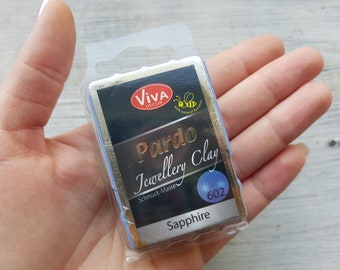 ViVA
DECOR
Pardo
Jewellery Clay
Schmuck Masse
602
Sapphire